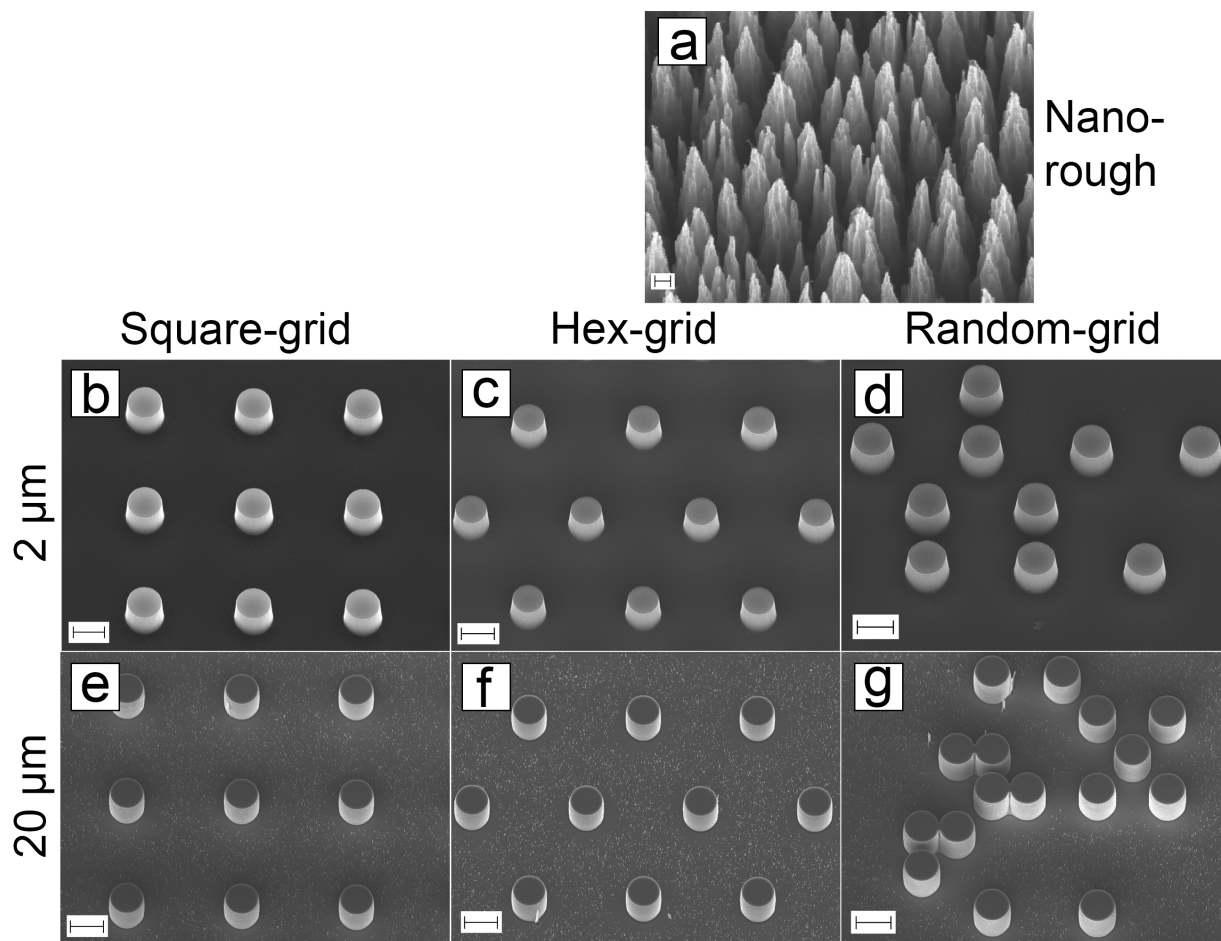 a
Nano-
rough
Square-grid
Hex-grid
Random-grid
2 µm
b
c
d
20 µm
e
f
g